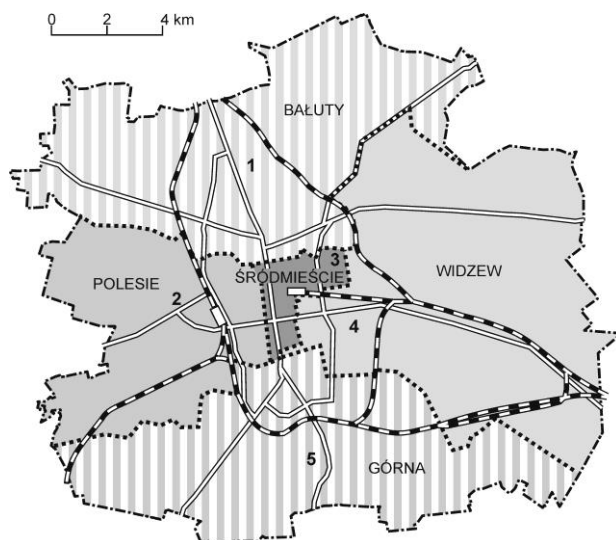 0 2 4 km
BAŁUTY
1
3
ŚRÓDMIEŚCIE
POLESIE
WIDZEW
2
4
5
GÓRNA